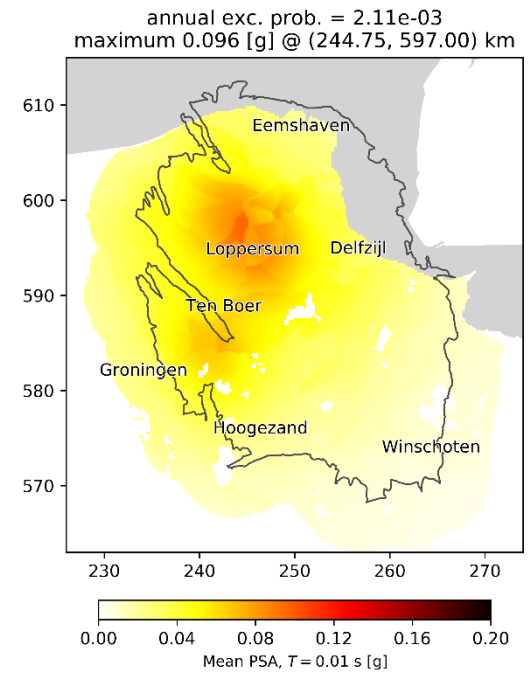 annual exc. prob. = 2.11e-03
maximum 0.096 [g] @ (244.75, 597.00) km
610
Eemshaven
600
Loppersum
Delfzijl
590
Ten Boer
Groningen
580
Hoogezand
Winschoten
570
230 240 250 260 270
0.00 0.04 0.08 0.12 0.16 0.20
Mean PSA, T = 0.01 s [g]